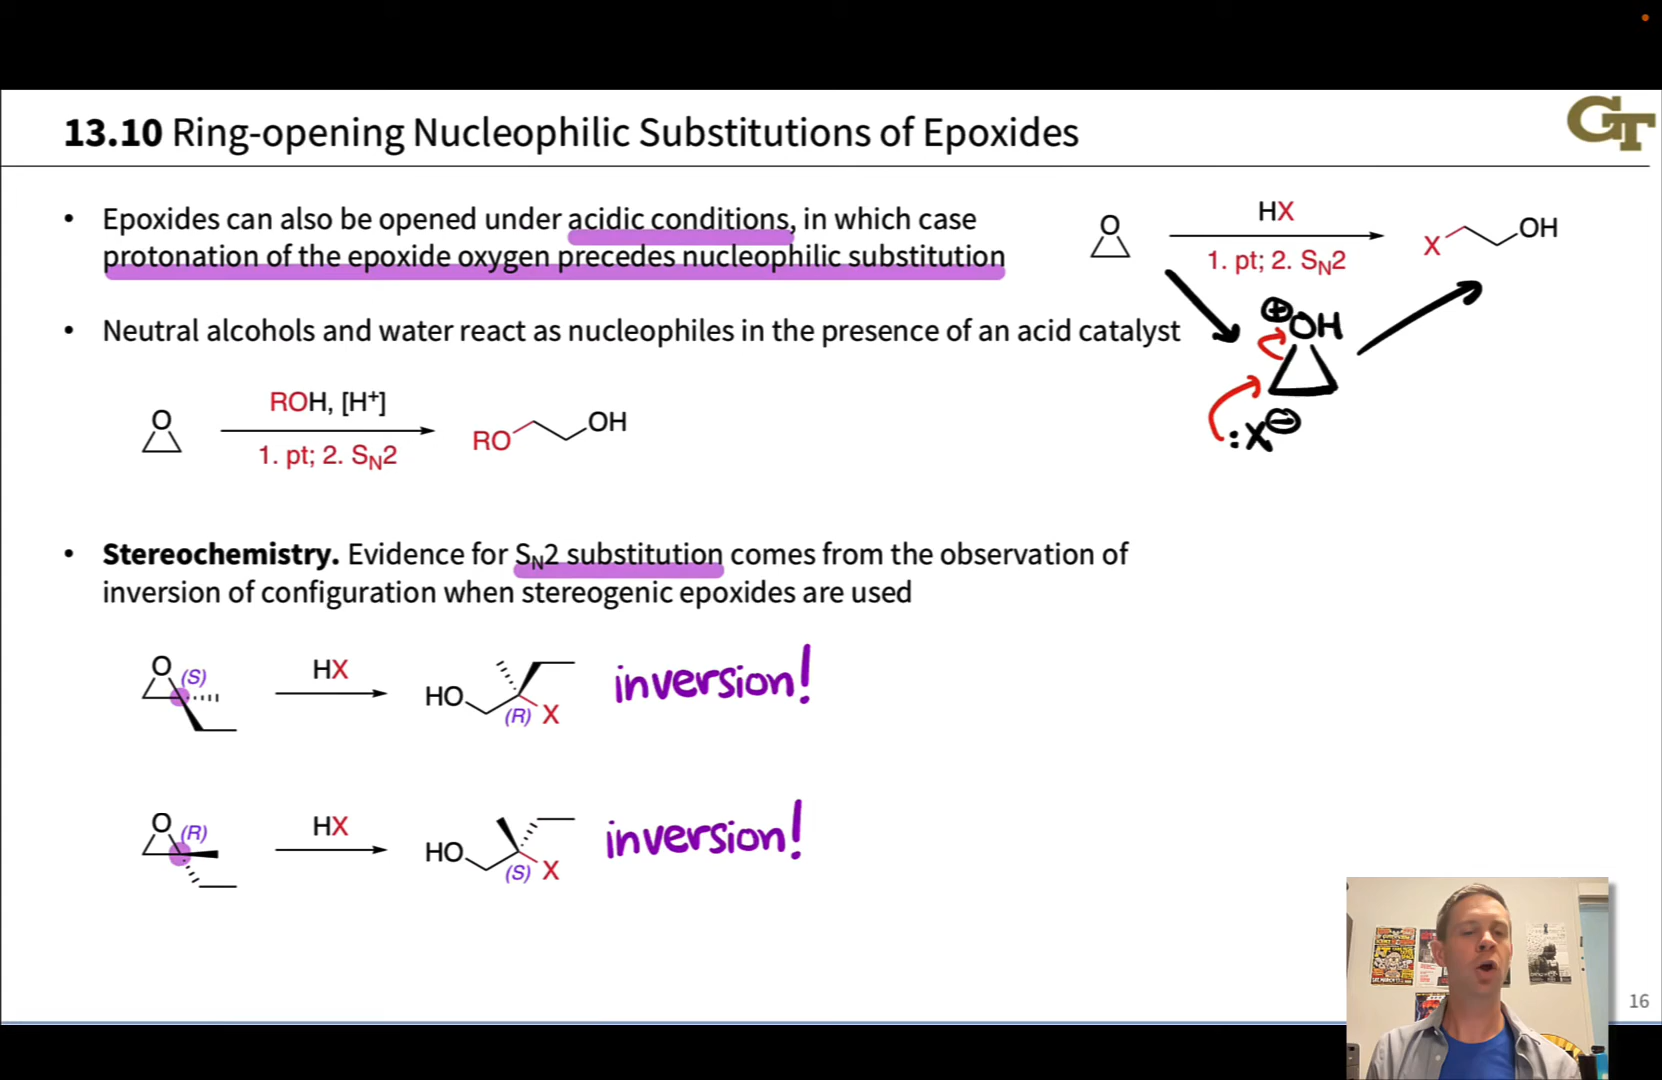 13.10 Ring-opening Nucleophilic Substitutions of Epoxides
GT
• Epoxides can also be opened under acidic conditions, in which case
protonation of the epoxide oxygen precedes nucleophilic substitution
O
HX
1. pt; 2. SN2
X
OH
⊕
OH
:X⊖
• Neutral alcohols and water react as nucleophiles in the presence of an acid catalyst
O
ROH, [H⁺]
1. pt; 2. SN2
RO
OH
• Stereochemistry. Evidence for SN2 substitution comes from the observation of
inversion of configuration when stereogenic epoxides are used
O
(S)
HX
HO
(R)
X
inversion!
O
(R)
HX
HO
(S)
X
inversion!
16